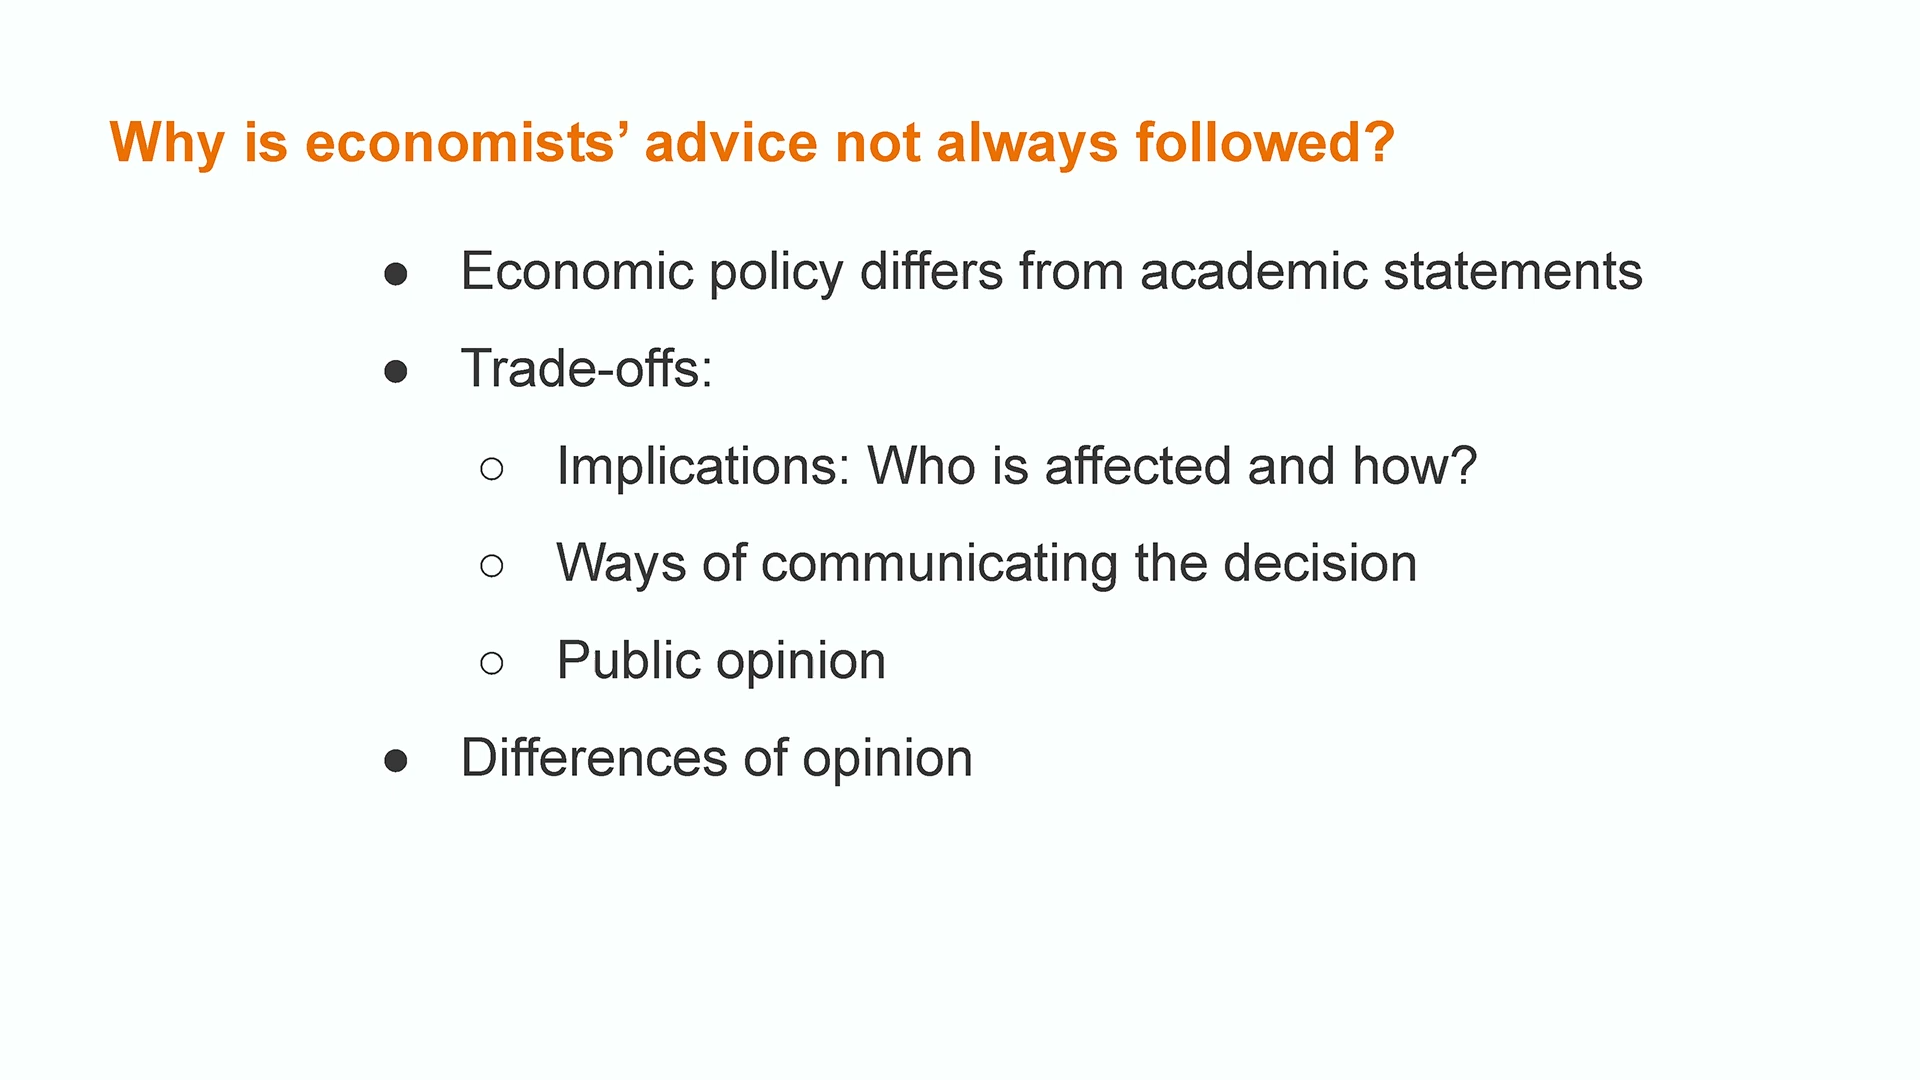 Why is economists’ advice not always followed?
● Economic policy differs from academic statements
● Trade-offs:
○ Implications: Who is affected and how?
○ Ways of communicating the decision
○ Public opinion
● Differences of opinion